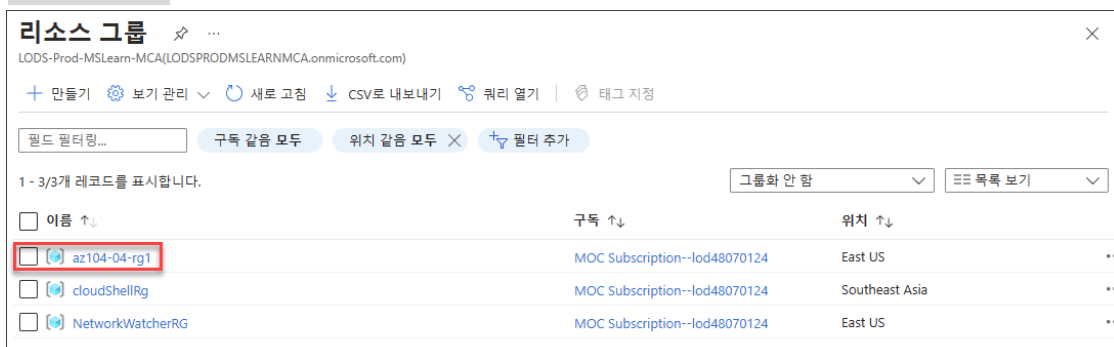 리소스 그룹
LODS-Prod-MSLearn-MCA(LODSPRODMSLEARNMCA.onmicrosoft.com)
만들기 보기 관리 새로 고침 CSV로 내보내기 쿼리 열기 태그 지정
필드 필터링... 구독 같음 모두 위치 같음 모두 필터 추가
1 - 3/3개 레코드를 표시합니다. 그룹화 안 함 목록 보기
이름 구독 위치
az104-04-rg1 MOC Subscription--lod48070124 East US
cloudShellRg MOC Subscription--lod48070124 Southeast Asia
NetworkWatcherRG MOC Subscription--lod48070124 East US